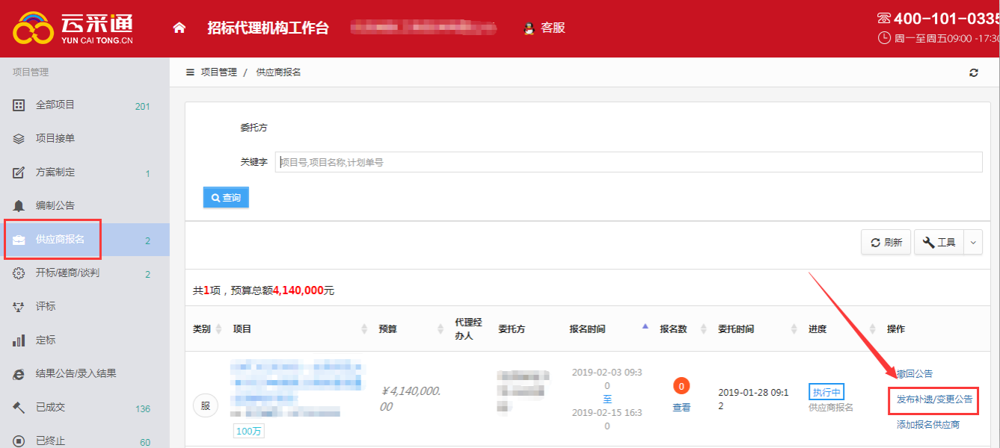 云采通
YUN CAI TONG.CN
招标代理机构工作台
客服
400-101-0335
周一至周五09:00 -17:30
项目管理
全部项目 201
项目接单
方案制定 1
编制公告
供应商报名 2
开标/磋商/谈判 2
评标
定标
结果公告/录入结果
已成交 136
已终止 60
项目管理 / 供应商报名
委托方
关键字 项目号,项目名称,计划单号
查询
刷新 工具
共1项，预算总额4,140,000元
类别 项目 预算 代理经办人 委托方 报名时间 报名数 委托时间 进度 操作
服
100万
￥4,140,000.
00
2019-02-03 09:3
0
至
2019-02-15 16:3
0
0
查看
2019-01-28 09:1
2
执行中
供应商报名
撤回公告
发布补遗/变更公告
添加报名供应商